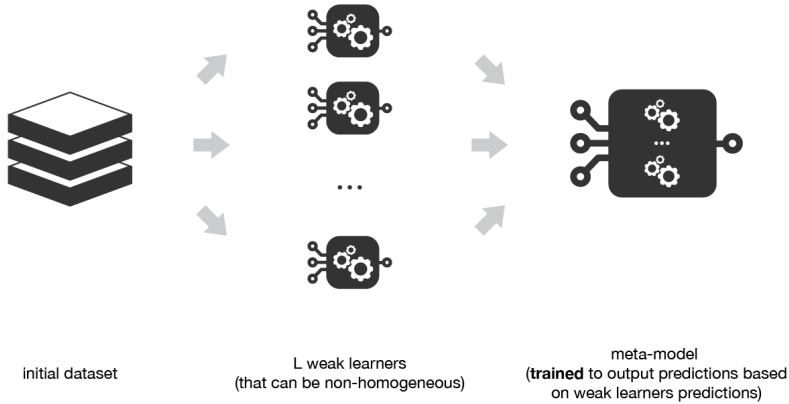 ...
...
initial dataset
L weak learners
(that can be non-homogeneous)
meta-model
(trained to output predictions based
on weak learners predictions)